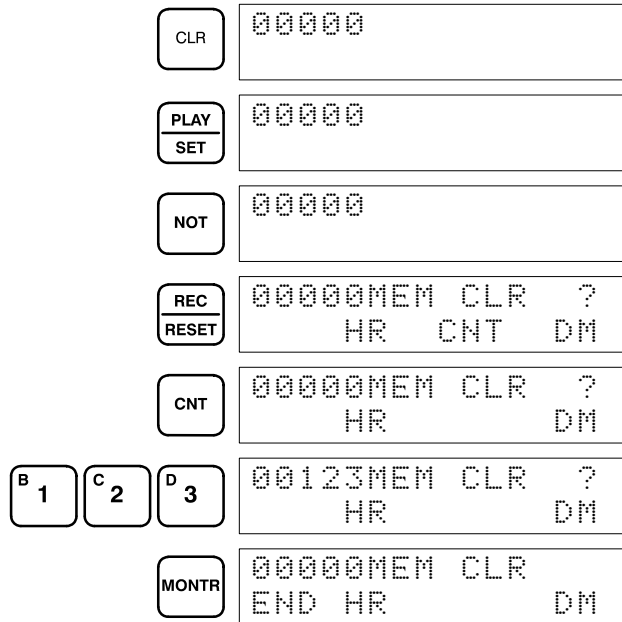 CLR 00000
PLAY SET 00000
NOT 00000
REC RESET 00000MEM CLR ?
HR CNT DM
CNT 00000MEM CLR ?
HR DM
B 1 C 2 D 3 00123MEM CLR ?
HR DM
MONTR 00000MEM CLR
END HR DM